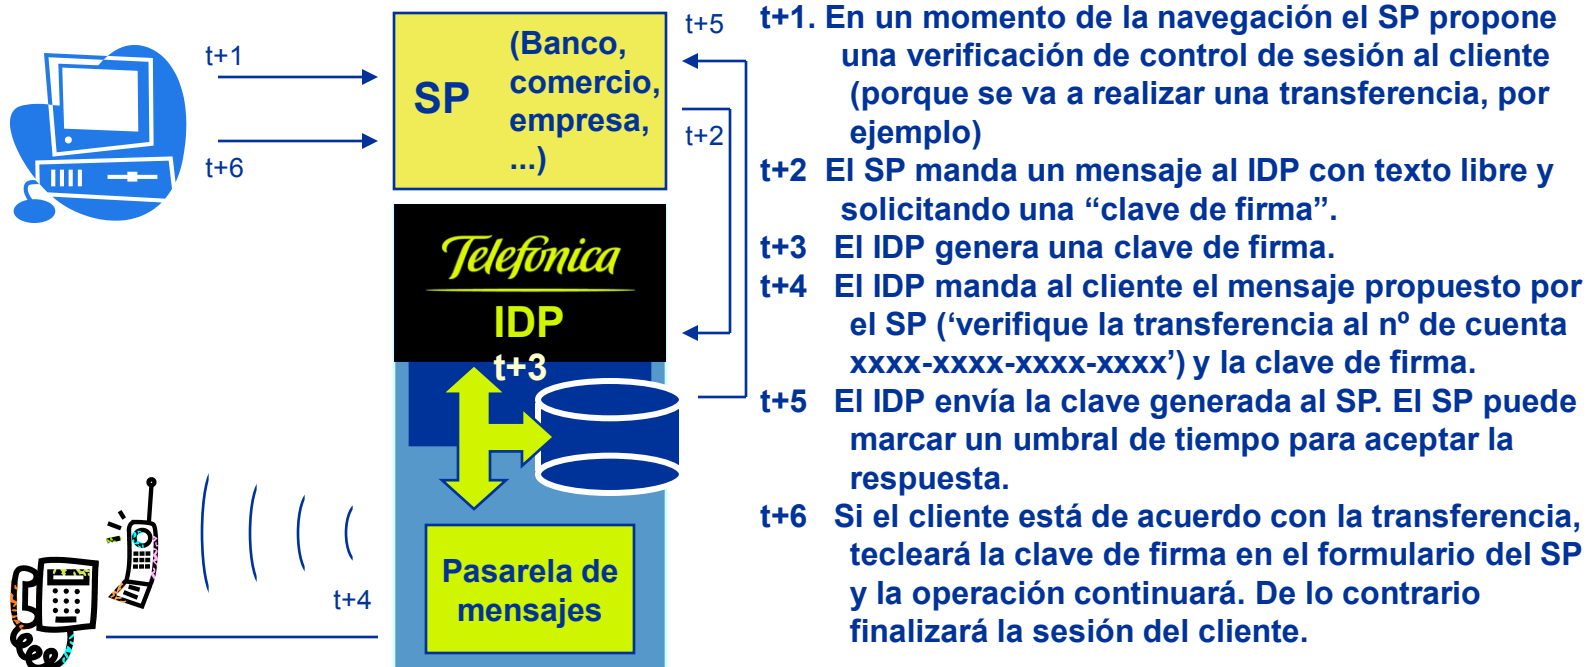 t+1
t+6
SP
(Banco,
comercio,
empresa,
...)
t+5
t+2
Telefónica
IDP
t+3
Pasarela de
mensajes
t+4
t+1. En un momento de la navegación el SP propone
una verificación de control de sesión al cliente
(porque se va a realizar una transferencia, por
ejemplo)
t+2 El SP manda un mensaje al IDP con texto libre y
solicitando una “clave de firma”.
t+3 El IDP genera una clave de firma.
t+4 El IDP manda al cliente el mensaje propuesto por
el SP (‘verifique la transferencia al nº de cuenta
xxxx-xxxx-xxxx-xxxx’) y la clave de firma.
t+5 El IDP envía la clave generada al SP. El SP puede
marcar un umbral de tiempo para aceptar la
respuesta.
t+6 Si el cliente está de acuerdo con la transferencia,
tecleará la clave de firma en el formulario del SP
y la operación continuará. De lo contrario
finalizará la sesión del cliente.